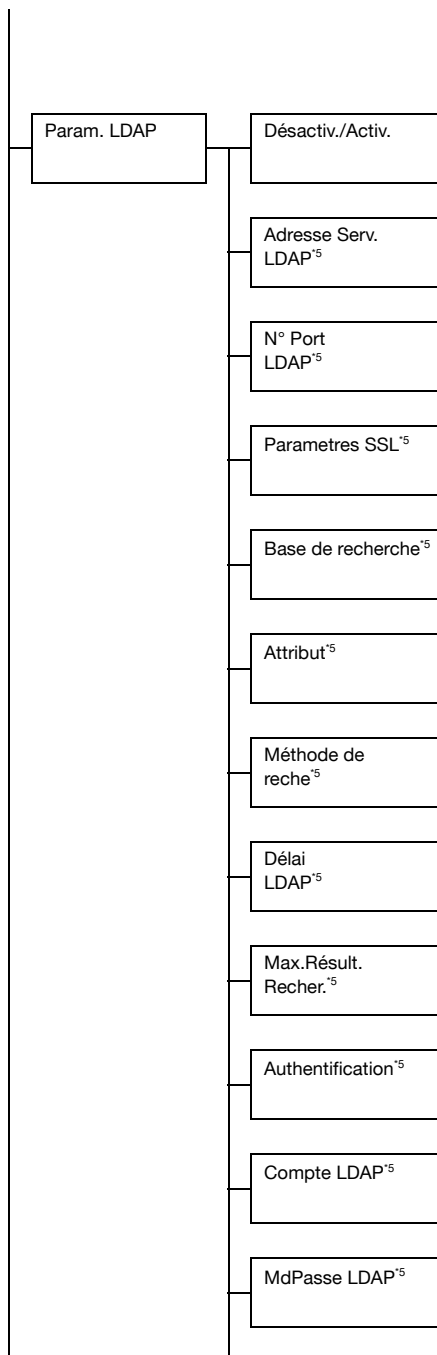 Param. LDAP
Désactiv./Activ.
Adresse Serv.
LDAP*5
N° Port
LDAP*5
Parametres SSL*5
Base de recherche*5
Attribut*5
Méthode de
reche*5
Délai
LDAP*5
Max.Résult.
Recher.*5
Authentification*5
Compte LDAP*5
MdPasse LDAP*5